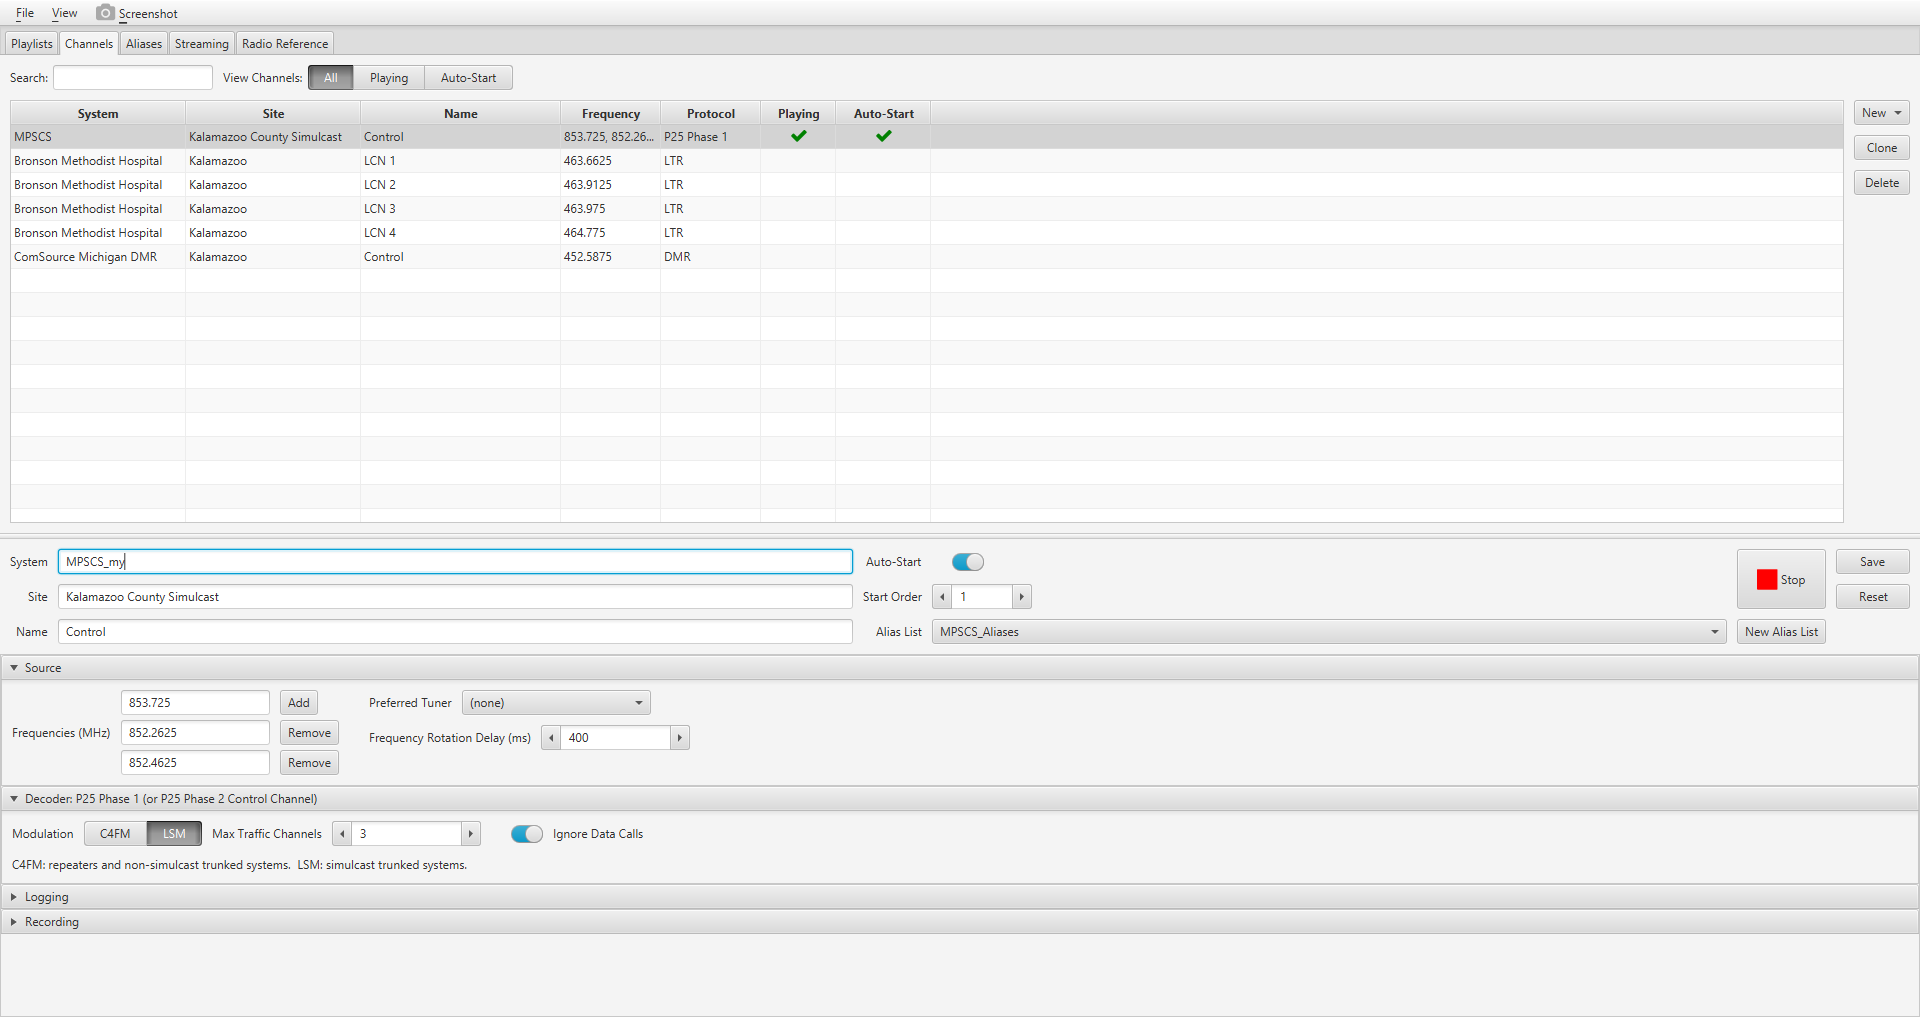 File View Screenshot
Playlists Channels Aliases Streaming Radio Reference
Search: View Channels: All Playing Auto-Start
System Site Name Frequency Protocol Playing Auto-Start
MPSCS Kalamazoo County Simulcast Control 853.725, 852.26... P25 Phase 1
Bronson Methodist Hospital Kalamazoo LCN 1 463.6625 LTR
Bronson Methodist Hospital Kalamazoo LCN 2 463.9125 LTR
Bronson Methodist Hospital Kalamazoo LCN 3 463.975 LTR
Bronson Methodist Hospital Kalamazoo LCN 4 464.775 LTR
ComSource Michigan DMR Kalamazoo Control 452.5875 DMR
New
Clone
Delete
System MPSCS_my Auto-Start Stop Save
Site Kalamazoo County Simulcast Start Order 1 Reset
Name Control Alias List MPSCS_Aliases New Alias List
Source
853.725 Add Preferred Tuner (none)
Frequencies (MHz) 852.2625 Remove Frequency Rotation Delay (ms) 400
852.4625 Remove
Decoder: P25 Phase 1 (or P25 Phase 2 Control Channel)
Modulation C4FM LSM Max Traffic Channels 3 Ignore Data Calls
C4FM: repeaters and non-simulcast trunked systems. LSM: simulcast trunked systems.
Logging
Recording